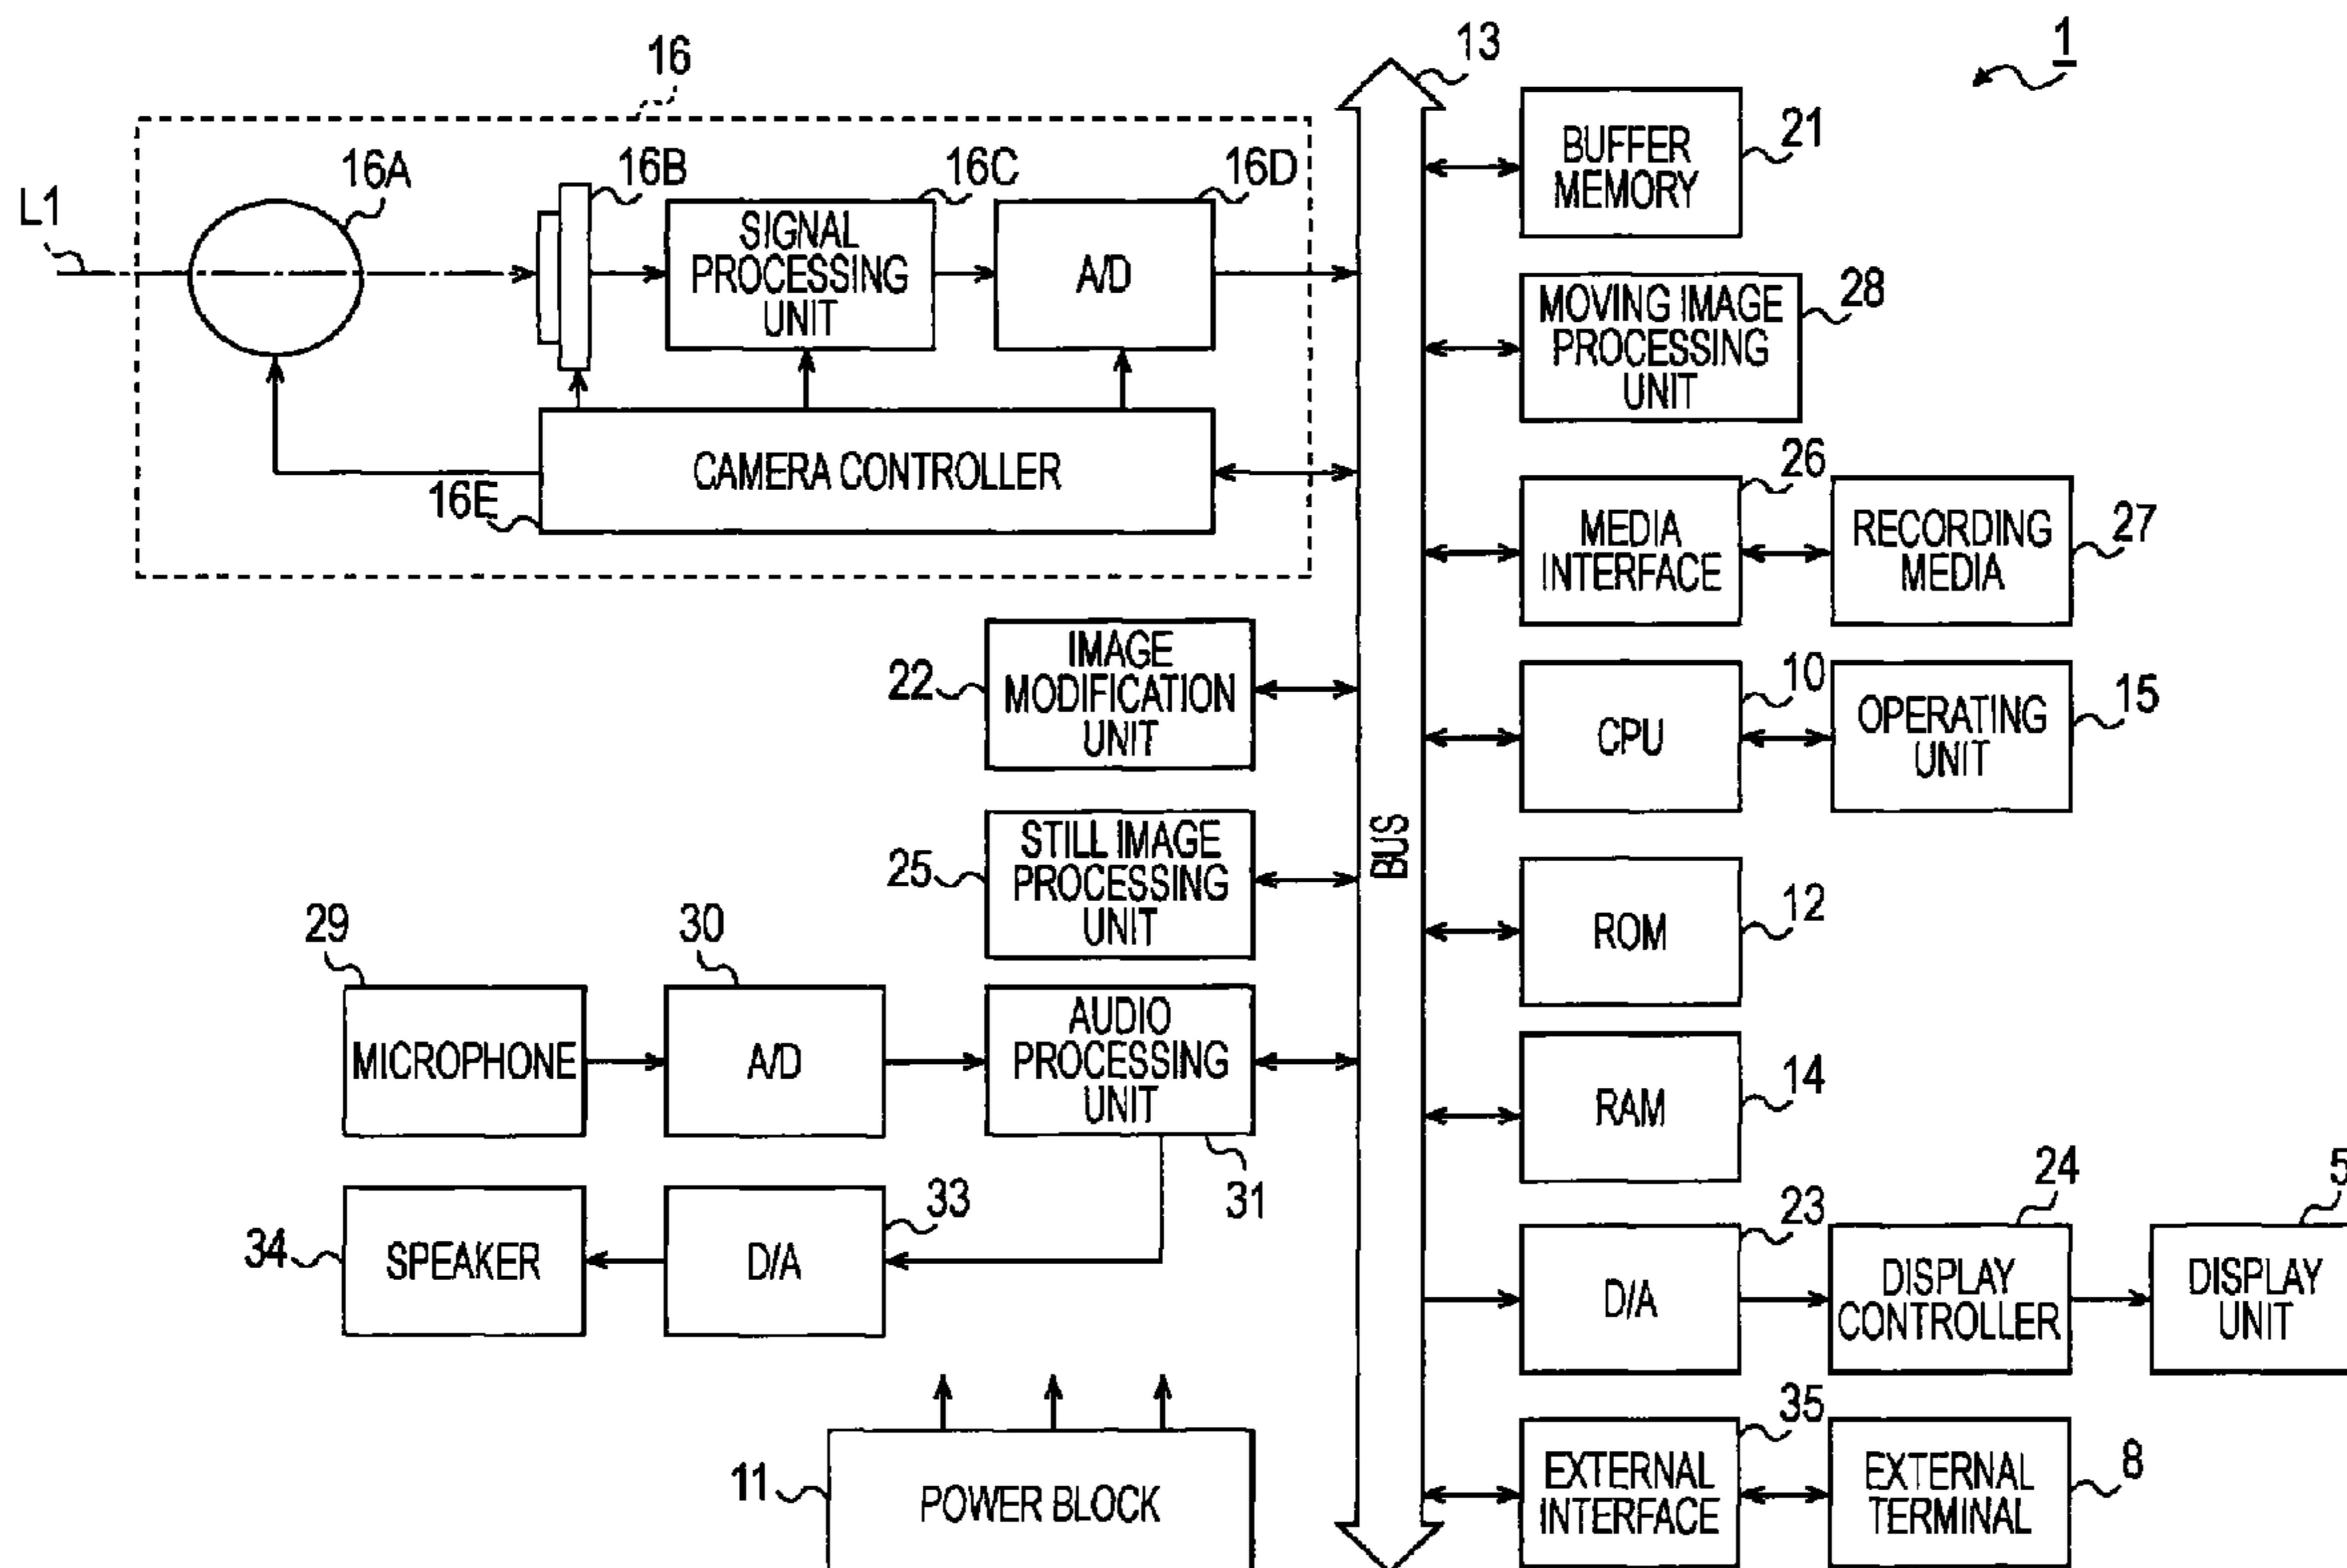 13
1
16
BUFFER
MEMORY
21
L1
16A
16B
16C
16D
SIGNAL
PROCESSING
UNIT
A/D
MOVING IMAGE
PROCESSING
UNIT
28
CAMERA CONTROLLER
16E
MEDIA
INTERFACE
26
RECORDING
MEDIA
27
22
IMAGE
MODIFICATION
UNIT
CPU
10
OPERATING
UNIT
15
25
STILL IMAGE
PROCESSING
UNIT
BUS
ROM
12
29
MICROPHONE
30
A/D
AUDIO
PROCESSING
UNIT
31
RAM
14
34
SPEAKER
D/A
33
D/A
23
DISPLAY
CONTROLLER
24
DISPLAY
UNIT
5
11
POWER BLOCK
EXTERNAL
INTERFACE
35
EXTERNAL
TERMINAL
8